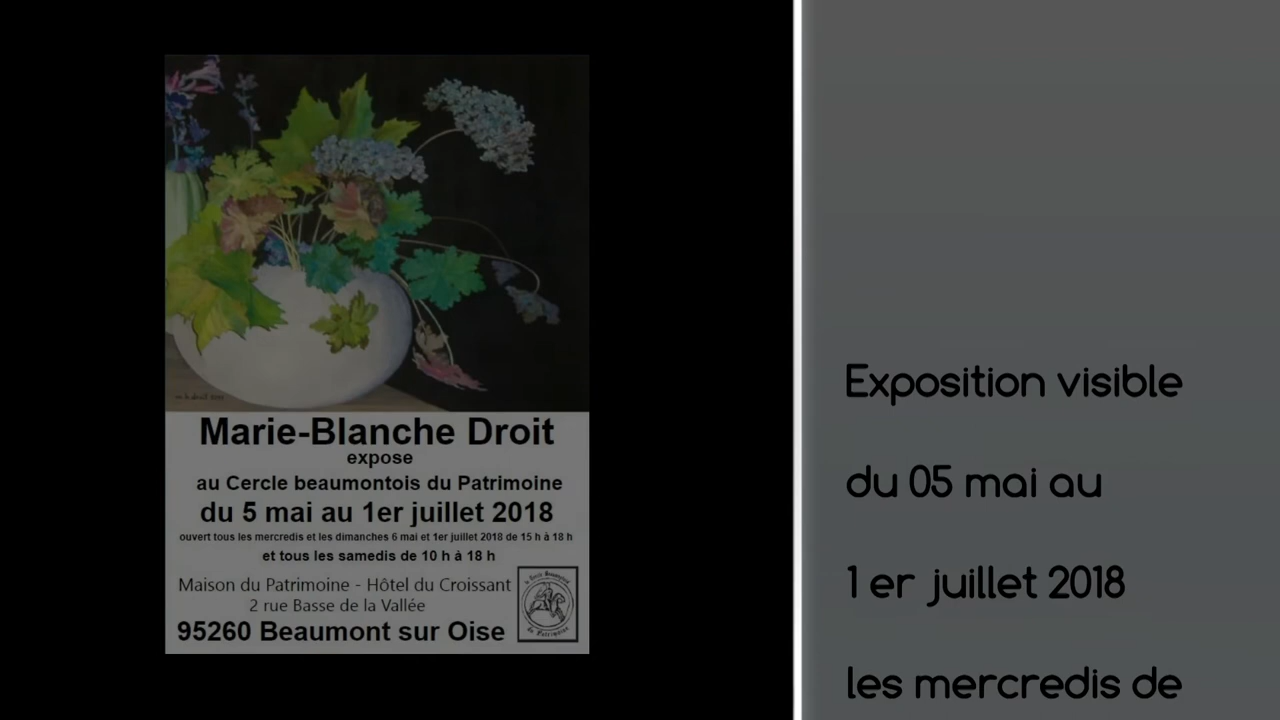 Marie-Blanche Droit
expose
au Cercle beaumontois du Patrimoine
du 5 mai au 1er juillet 2018
ouvert tous les mercredis et les dimanches 6 mai et 1er juillet 2018 de 15 h à 18 h
et tous les samedis de 10 h à 18 h
Maison du Patrimoine - Hôtel du Croissant
2 rue Basse de la Vallée
95260 Beaumont sur Oise
Exposition visible
du 05 mai au
1 er juillet 2018
les mercredis de